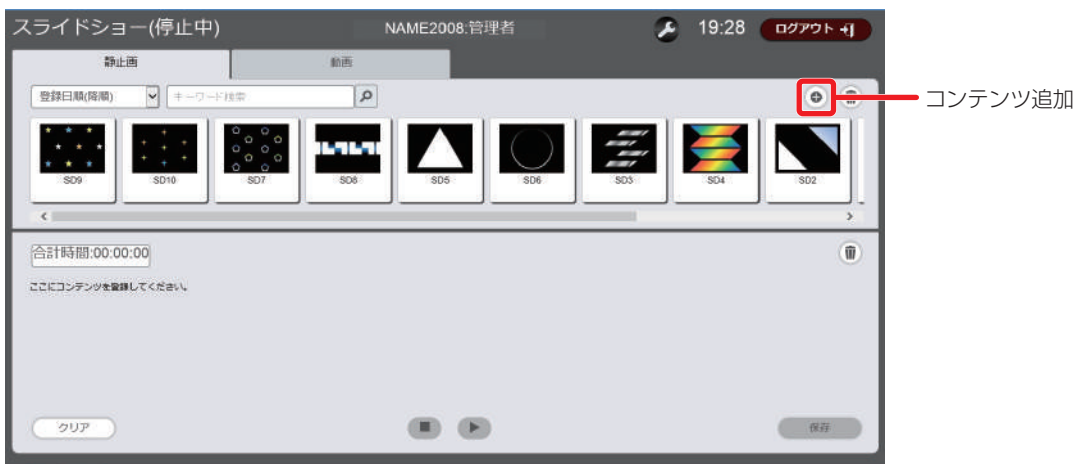 スライドショー(停止中)
NAME2008:管理者
19:28
ログアウト
静止画
動画
登録日順(降順)
キーワード検索
コンテンツ追加
SD9
SD10
SD7
SD8
SD5
SD6
SD3
SD4
SD2
合計時間:00:00:00
ここにコンテンツを登録してください。
クリア
保存